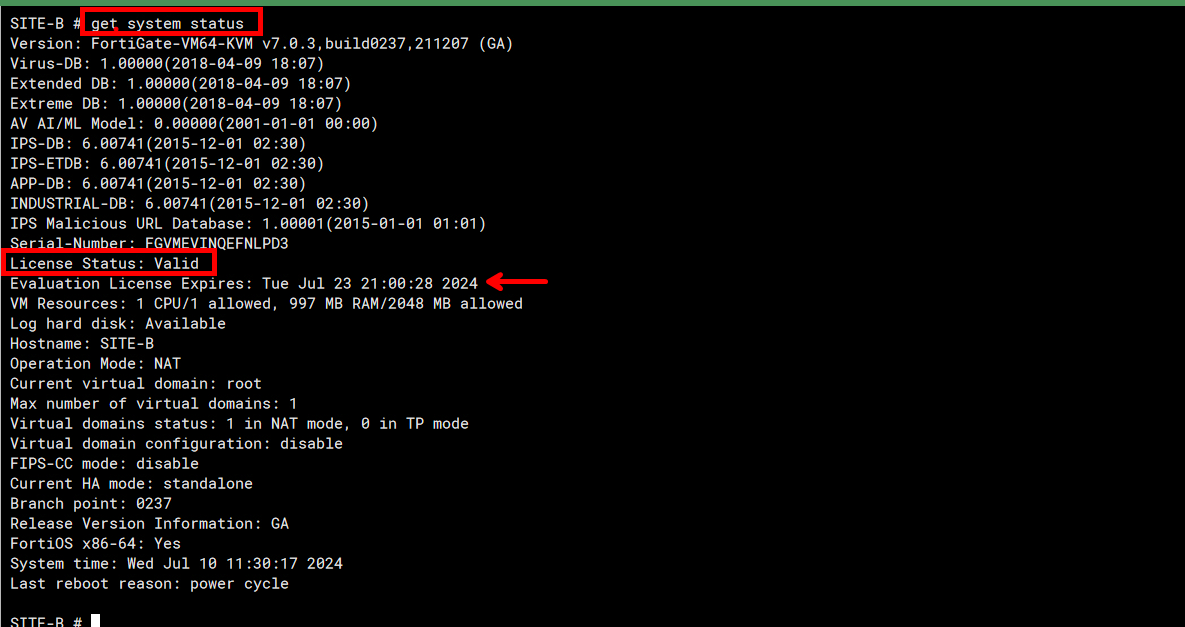 SITE-B # get system status
Version: FortiGate-VM64-KVM v7.0.3,build0237,211207 (GA)
Virus-DB: 1.00000(2018-04-09 18:07)
Extended DB: 1.00000(2018-04-09 18:07)
Extreme DB: 1.00000(2018-04-09 18:07)
AV AI/ML Model: 0.00000(2001-01-01 00:00)
IPS-DB: 6.00741(2015-12-01 02:30)
IPS-ETDB: 6.00741(2015-12-01 02:30)
APP-DB: 6.00741(2015-12-01 02:30)
INDUSTRIAL-DB: 6.00741(2015-12-01 02:30)
IPS Malicious URL Database: 1.00001(2015-01-01 01:01)
Serial-Number: FGVMEVINQEFNLPD3
License Status: Valid
Evaluation License Expires: Tue Jul 23 21:00:28 2024
VM Resources: 1 CPU/1 allowed, 997 MB RAM/2048 MB allowed
Log hard disk: Available
Hostname: SITE-B
Operation Mode: NAT
Current virtual domain: root
Max number of virtual domains: 1
Virtual domains status: 1 in NAT mode, 0 in TP mode
Virtual domain configuration: disable
FIPS-CC mode: disable
Current HA mode: standalone
Branch point: 0237
Release Version Information: GA
FortiOS x86-64: Yes
System time: Wed Jul 10 11:30:17 2024
Last reboot reason: power cycle
SITE-B #